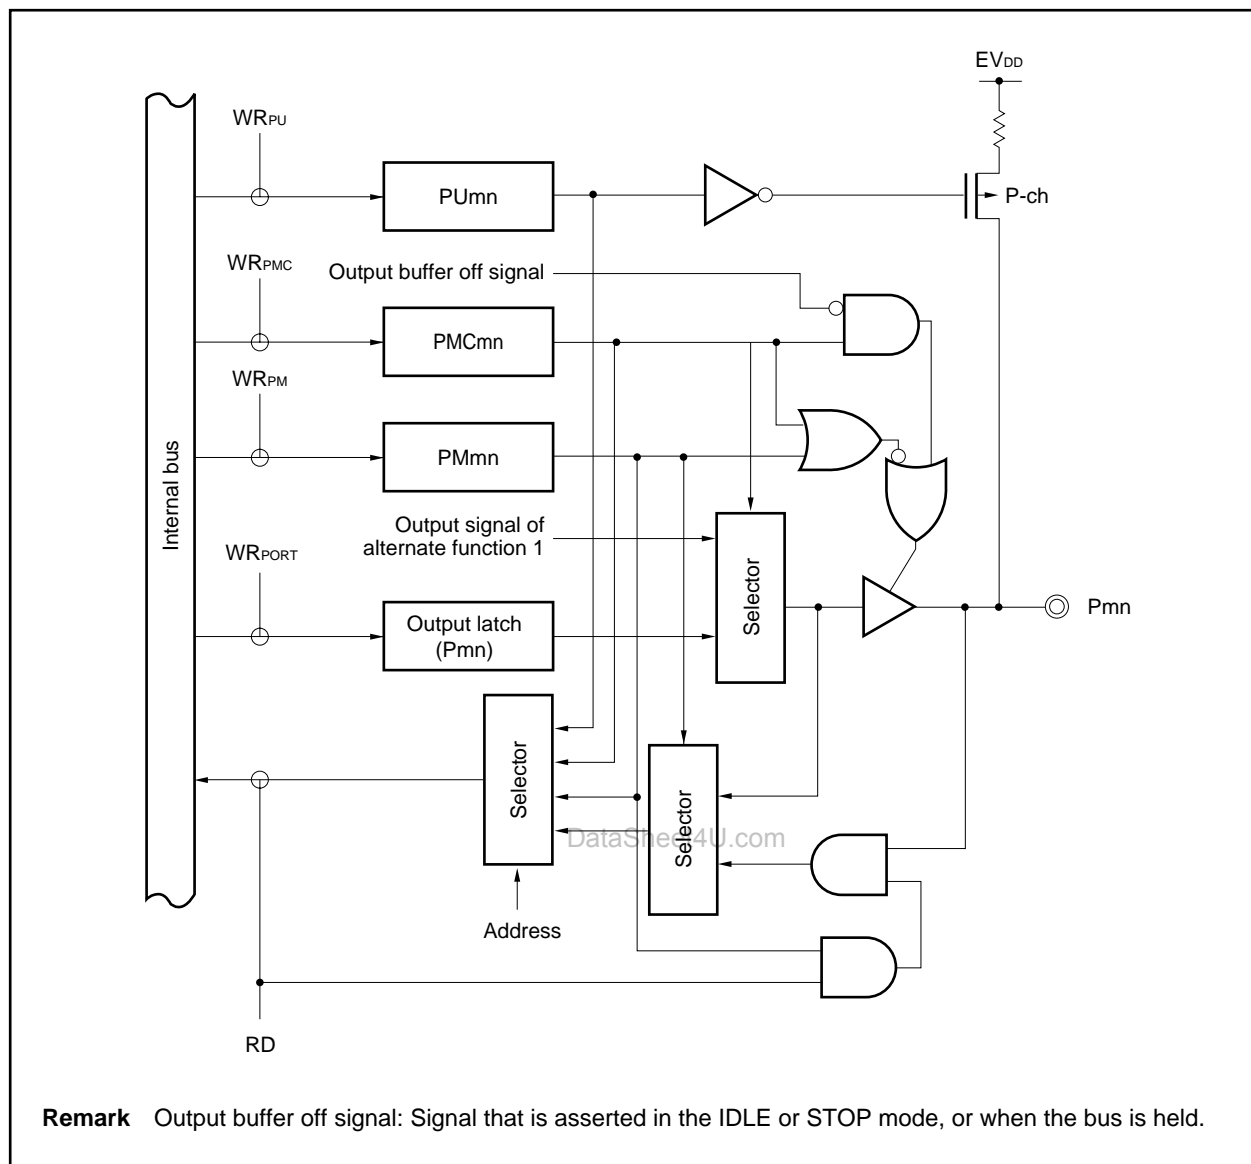 EVDD
WRPU
PUmn
P-ch
WRPMC
Output buffer off signal
PMCmn
WRPM
PMmn
Internal bus
Output signal of
alternate function 1
WRPORT
Output latch
(Pmn)
Selector
Pmn
Selector
Selector
DataSheet4U.com
Address
RD
Remark Output buffer off signal: Signal that is asserted in the IDLE or STOP mode, or when the bus is held.